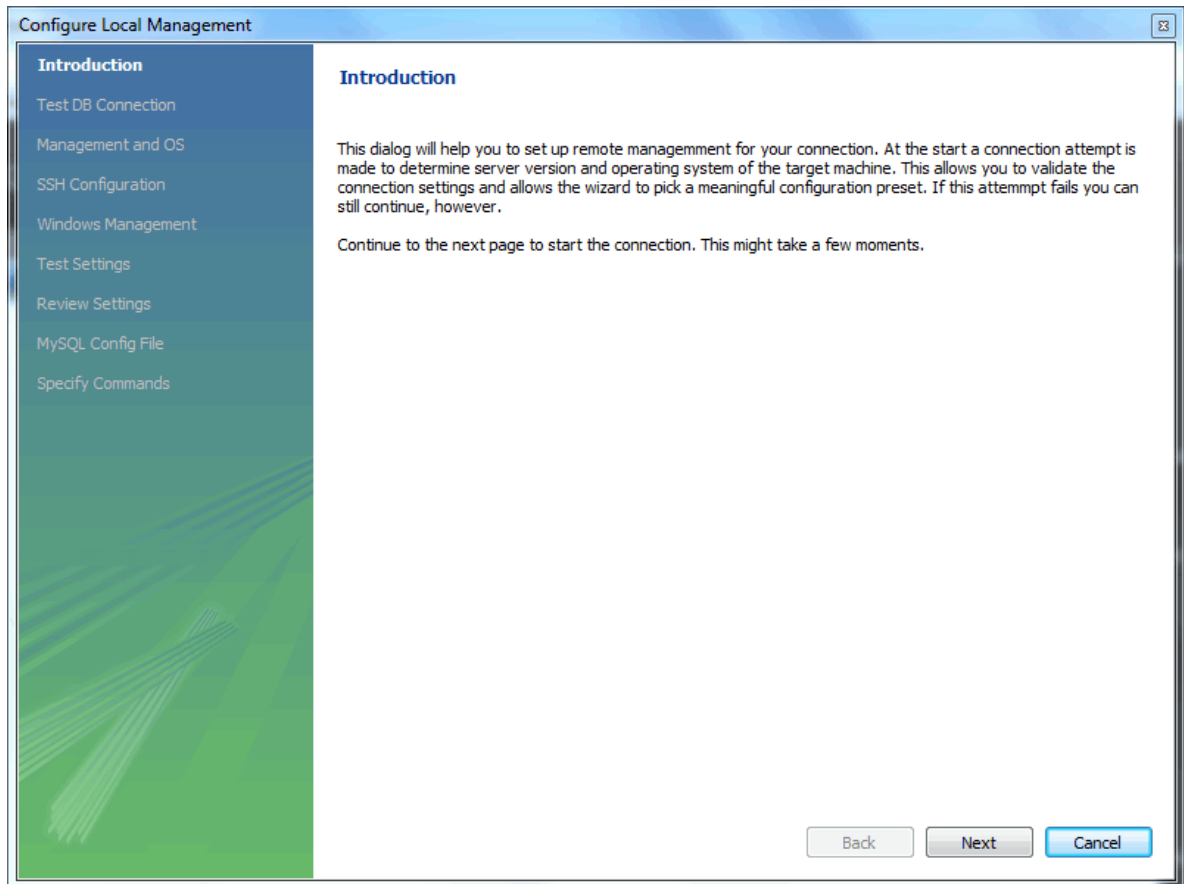 Configure Local Management
Introduction
Test DB Connection
Management and OS
SSH Configuration
Windows Management
Test Settings
Review Settings
MySQL Config File
Specify Commands
Introduction
This dialog will help you to set up remote managemment for your connection. At the start a connection attempt is
made to determine server version and operating system of the target machine. This allows you to validate the
connection settings and allows the wizard to pick a meaningful configuration preset. If this attemmpt fails you can
still continue, however.
Continue to the next page to start the connection. This might take a few moments.
Back
Next
Cancel